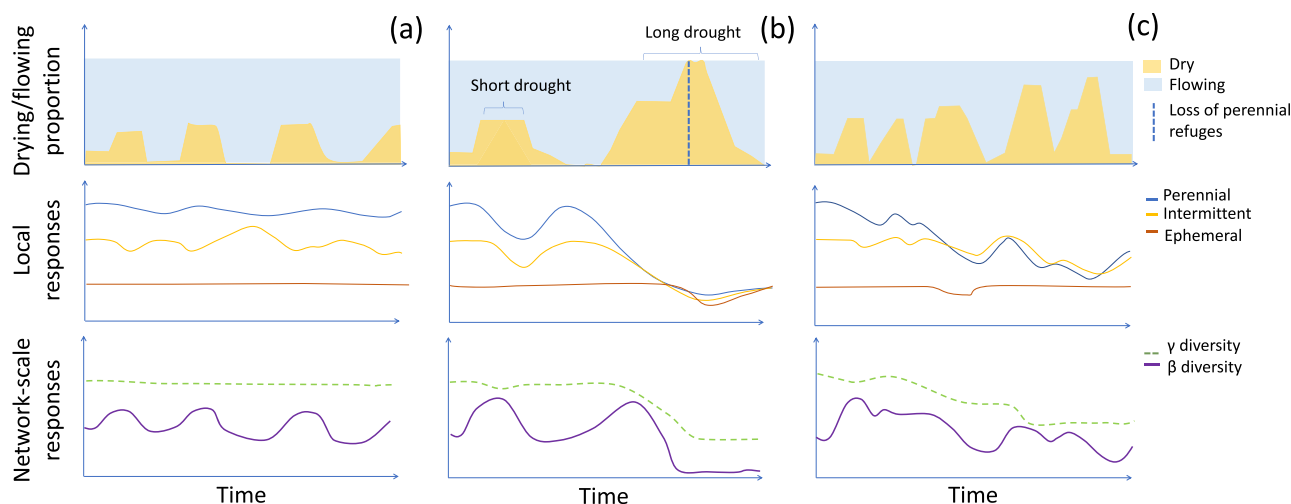 Drying/flowing
proportion
(a)
Short drought
Long drought
(b)
(c)
Dry
Flowing
Loss of perennial
refuges
Local
responses
Perennial
Intermittent
Ephemeral
Network-scale
responses
γ diversity
β diversity
Time
Time
Time